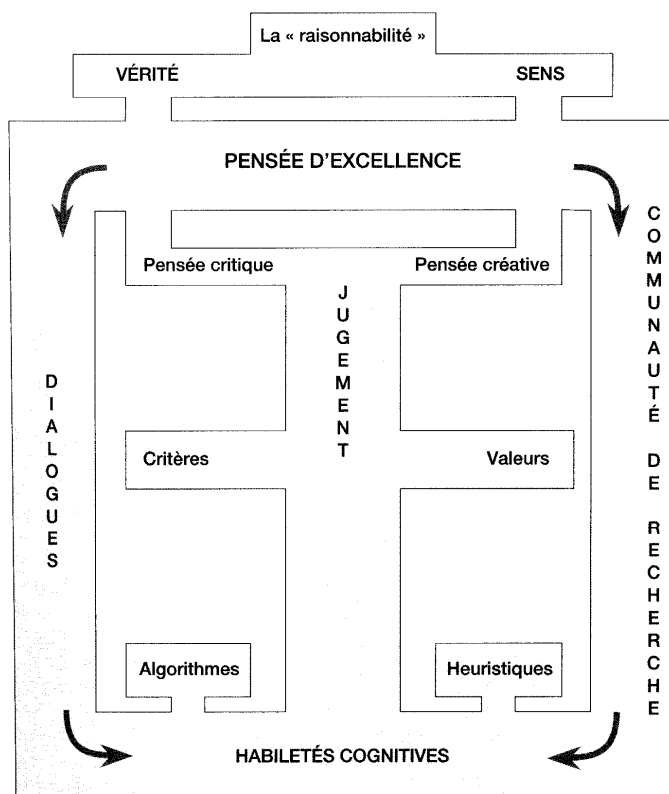 La « raisonnabilité »
VÉRITÉ
SENS
PENSÉE D'EXCELLENCE
Pensée critique
Pensée créative
JUGEMENT
DIALOGUES
COMMUNAUTÉ DE RECHERCHE
Critères
Valeurs
Algorithmes
Heuristiques
HABILETÉS COGNITIVES